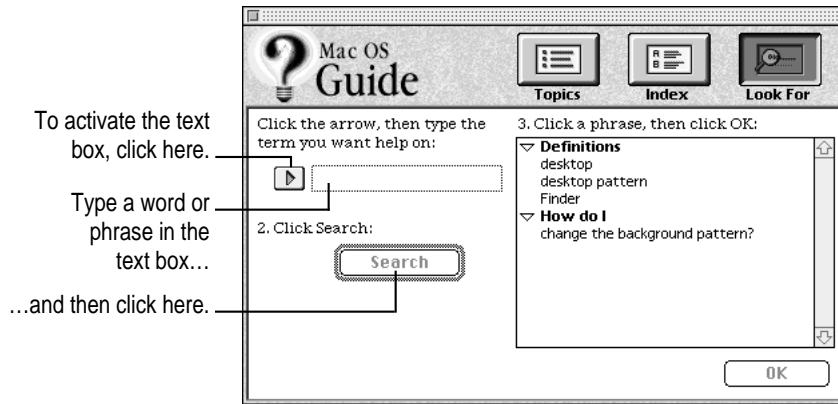 Mac OS
Guide
Topics
Index
Look For
To activate the text
box, click here.
Type a word or
phrase in the
text box…
…and then click here.
Click the arrow, then type the
term you want help on:
2. Click Search:
Search
3. Click a phrase, then click OK:
Definitions
desktop
desktop pattern
Finder
How do I
change the background pattern?
OK